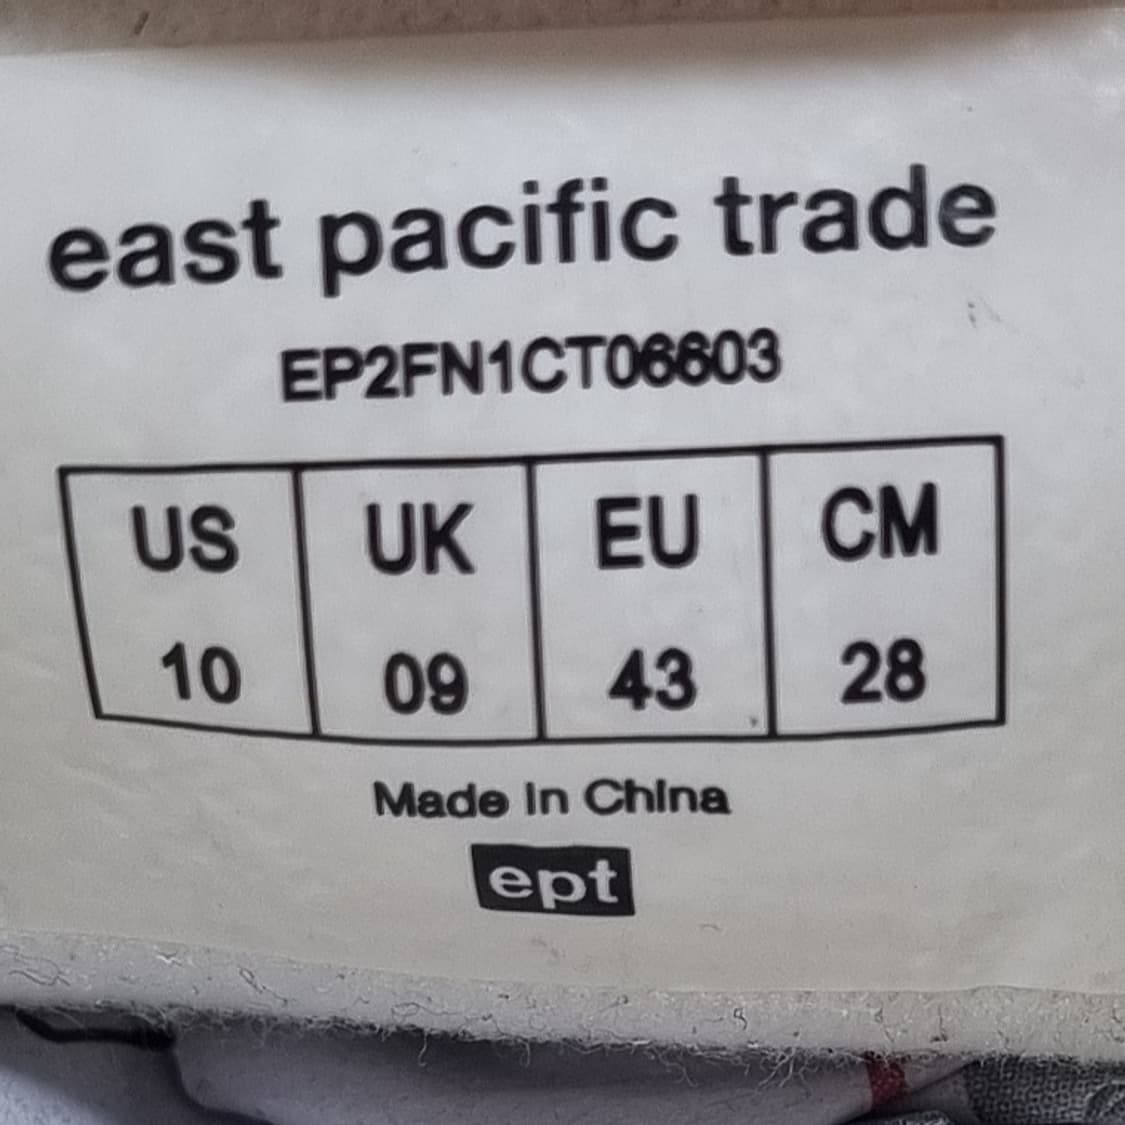 east pacific trade
EP2FN1CT06603
US UK EU CM
10 09 43 28
Made in China
ept